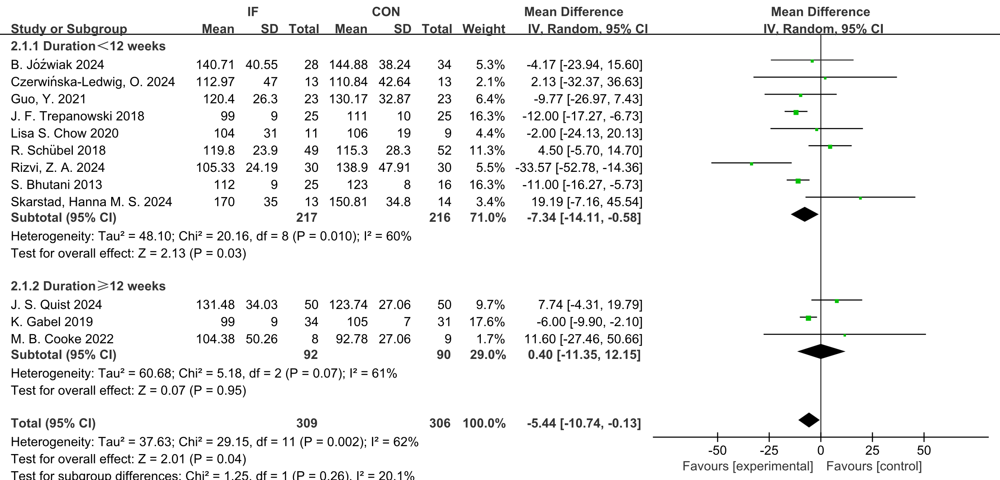 IF CON Mean Difference Mean Difference
Study or Subgroup Mean SD Total Mean SD Total Weight IV, Random, 95% CI IV, Random, 95% CI
2.1.1 Duration＜12 weeks
B. Jóźwiak 2024 140.71 40.55 28 144.88 38.24 34 5.3% -4.17 [-23.94, 15.60]
Czerwińska-Ledwig, O. 2024 112.97 47 13 110.84 42.64 13 2.1% 2.13 [-32.37, 36.63]
Guo, Y. 2021 120.4 26.3 23 130.17 32.87 23 6.4% -9.77 [-26.97, 7.43]
J. F. Trepanowski 2018 99 9 25 111 10 25 16.3% -12.00 [-17.27, -6.73]
Lisa S. Chow 2020 104 31 11 106 19 9 4.4% -2.00 [-24.13, 20.13]
R. Schübel 2018 119.8 23.9 49 115.3 28.3 52 11.3% 4.50 [-5.70, 14.70]
Rizvi, Z. A. 2024 105.33 24.19 30 138.9 47.91 30 5.5% -33.57 [-52.78, -14.36]
S. Bhutani 2013 112 9 25 123 8 16 16.3% -11.00 [-16.27, -5.73]
Skarstad, Hanna M. S. 2024 170 35 13 150.81 34.8 14 3.4% 19.19 [-7.16, 45.54]
Subtotal (95% CI) 217 216 71.0% -7.34 [-14.11, -0.58]
Heterogeneity: Tau² = 48.10; Chi² = 20.16, df = 8 (P = 0.010); I² = 60%
Test for overall effect: Z = 2.13 (P = 0.03)
2.1.2 Duration⩾12 weeks
J. S. Quist 2024 131.48 34.03 50 123.74 27.06 50 9.7% 7.74 [-4.31, 19.79]
K. Gabel 2019 99 9 34 105 7 31 17.6% -6.00 [-9.90, -2.10]
M. B. Cooke 2022 104.38 50.26 8 92.78 27.06 9 1.7% 11.60 [-27.46, 50.66]
Subtotal (95% CI) 92 90 29.0% 0.40 [-11.35, 12.15]
Heterogeneity: Tau² = 60.68; Chi² = 5.18, df = 2 (P = 0.07); I² = 61%
Test for overall effect: Z = 0.07 (P = 0.95)
Total (95% CI) 309 306 100.0% -5.44 [-10.74, -0.13]
Heterogeneity: Tau² = 37.63; Chi² = 29.15, df = 11 (P = 0.002); I² = 62%
-50 -25 0 25 50
Test for overall effect: Z = 2.01 (P = 0.04)
Favours [experimental] Favours [control]
Test for subgroup differences: Chi² = 1.25, df = 1 (P = 0.26), I² = 20.1%